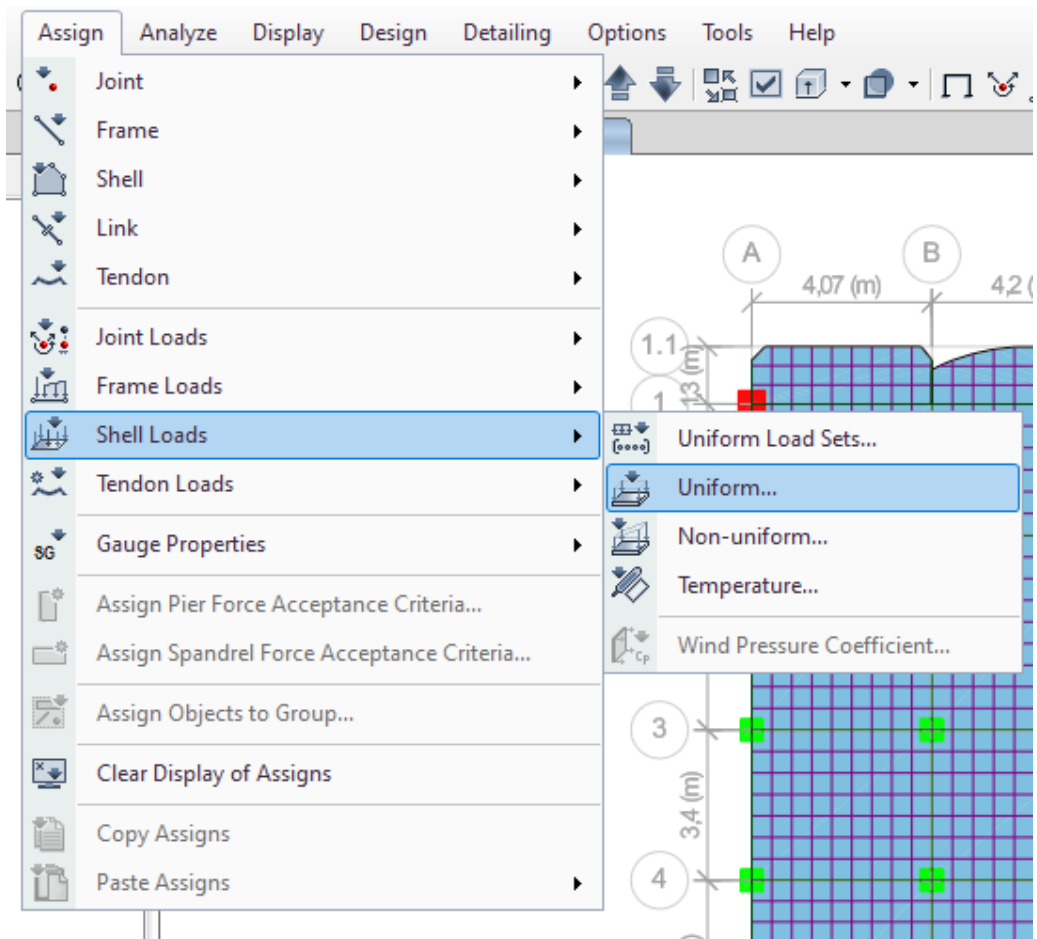 Assign Analyze Display Design Detailing Options Tools Help
Joint
Frame
Shell
Link
Tendon
Joint Loads
Frame Loads
Shell Loads
Tendon Loads
SG Gauge Properties
Assign Pier Force Acceptance Criteria...
Assign Spandrel Force Acceptance Criteria...
Assign Objects to Group...
Clear Display of Assigns
Copy Assigns
Paste Assigns
Uniform Load Sets...
Uniform...
Non-uniform...
Temperature...
CP Wind Pressure Coefficient...
A B
4,07 (m) 4,2
1.1
1
3
3,4 (m)
4